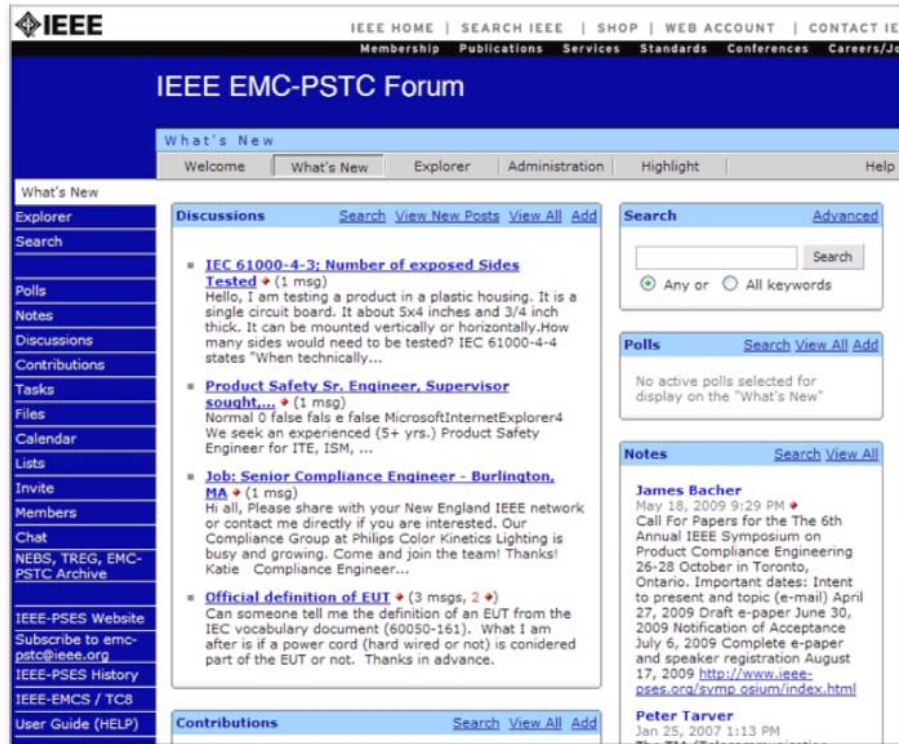 IEEE
IEEE HOME | SEARCH IEEE | SHOP | WEB ACCOUNT | CONTACT IE
Membership Publications Services Standards Conferences Careers/Jo
IEEE EMC-PSTC Forum
What's New
Welcome What's New Explorer Administration Highlight Help
What's New
Explorer
Search
Polls
Notes
Discussions
Contributions
Tasks
Files
Calendar
Lists
Invite
Members
Chat
NEBS, TREG, EMC-
PSTC Archive
IEEE-PSES Website
Subscribe to emc-
pstc@ieee.org
IEEE-PSES History
IEEE-EMCS / TC8
User Guide (HELP)
Discussions Search View New Posts View All Add
IEC 61000-4-3; Number of exposed Sides
Tested (1 msg)
Hello, I am testing a product in a plastic housing. It is a
single circuit board. It about 5x4 inches and 3/4 inch
thick. It can be mounted vertically or horizontally.How
many sides would need to be tested? IEC 61000-4-4
states "When technically...
Product Safety Sr. Engineer, Supervisor
sought,... (1 msg)
Normal 0 false fals e false MicrosoftInternetExplorer4
We seek an experienced (5+ yrs.) Product Safety
Engineer for ITE, ISM, ...
Job: Senior Compliance Engineer - Burlington,
MA (1 msg)
Hi all, Please share with your New England IEEE network
or contact me directly if you are interested. Our
Compliance Group at Philips Color Kinetics Lighting is
busy and growing. Come and join the team! Thanks!
Katie Compliance Engineer...
Official definition of EUT (3 msgs, 2)
Can someone tell me the definition of an EUT from the
IEC vocabulary document (60050-161). What I am
after is if a power cord (hard wired or not) is conidered
part of the EUT or not. Thanks in advance.
Contributions Search View All Add
Search Advanced
Search
Any or All keywords
Polls Search View All Add
No active polls selected for
display on the "What's New"
Notes Search View All
James Bacher
May 18, 2009 9:29 PM
Call For Papers for the The 6th
Annual IEEE Symposium on
Product Compliance Engineering
26-28 October in Toronto,
Ontario. Important dates: Intent
to present and topic (e-mail) April
27, 2009 Draft e-paper June 30,
2009 Notification of Acceptance
July 6, 2009 Complete e-paper
and speaker registration August
17, 2009 http://www.ieee-
pses.org/symp osium/index.html
Peter Tarver
Jan 25, 2007 1:13 PM
The TM (Telecommunication